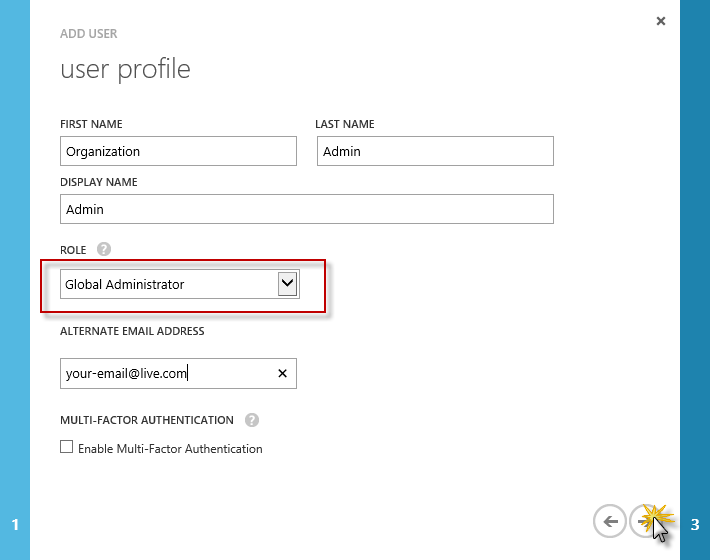 ADD USER
user profile
FIRST NAME LAST NAME
Organization Admin
DISPLAY NAME
Admin
ROLE ?
Global Administrator
ALTERNATE EMAIL ADDRESS
your-email@live.com
MULTI-FACTOR AUTHENTICATION ?
Enable Multi-Factor Authentication
1 3